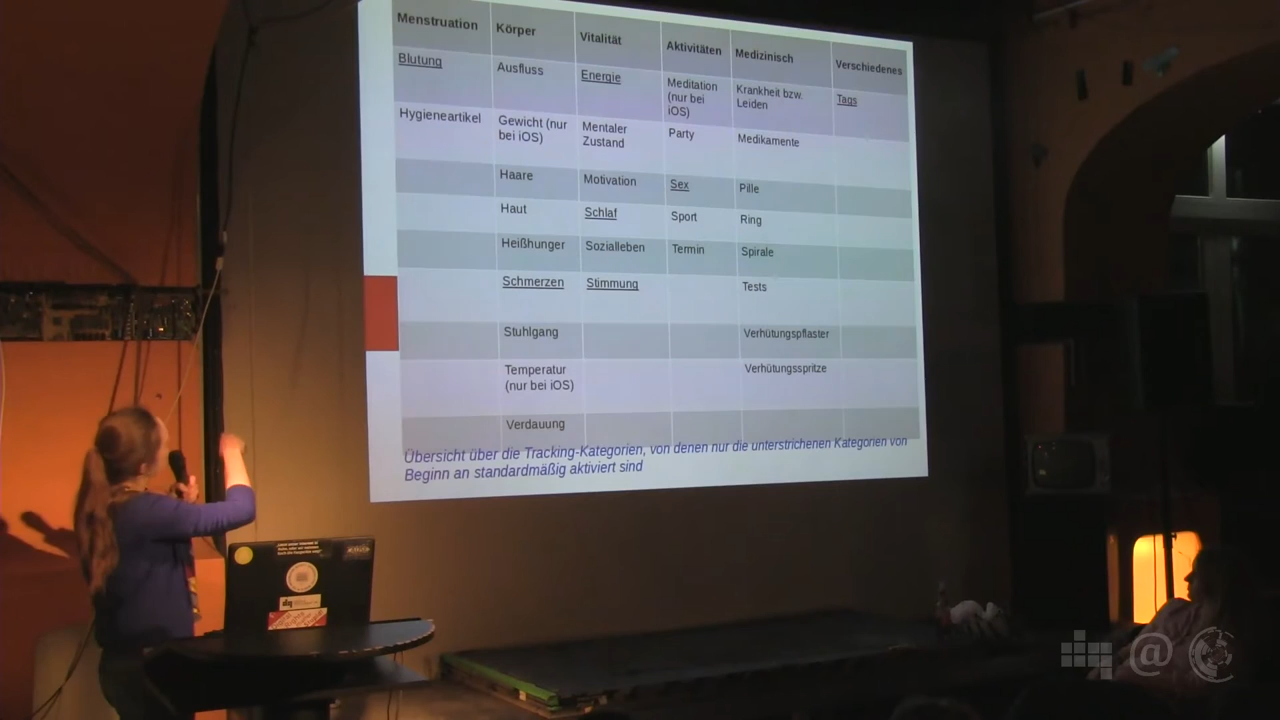 Menstruation Körper Vitalität Aktivitäten Medizinisch Verschiedenes
Blutung Ausfluss Energie Meditation (nur bei iOS) Krankheit bzw. Leiden Tags
Hygieneartikel Gewicht (nur bei iOS) Mentaler Zustand Party Medikamente
Haare Motivation Sex Pille
Haut Schlaf Sport Ring
Heißhunger Sozialleben Termin Spirale
Schmerzen Stimmung Tests
Stuhlgang Verhütungspflaster
Temperatur (nur bei iOS) Verhütungsspritze
Verdauung
Übersicht über die Tracking-Kategorien, von denen nur die unterstrichenen Kategorien von
Beginn an standardmäßig aktiviert sind
dq
@